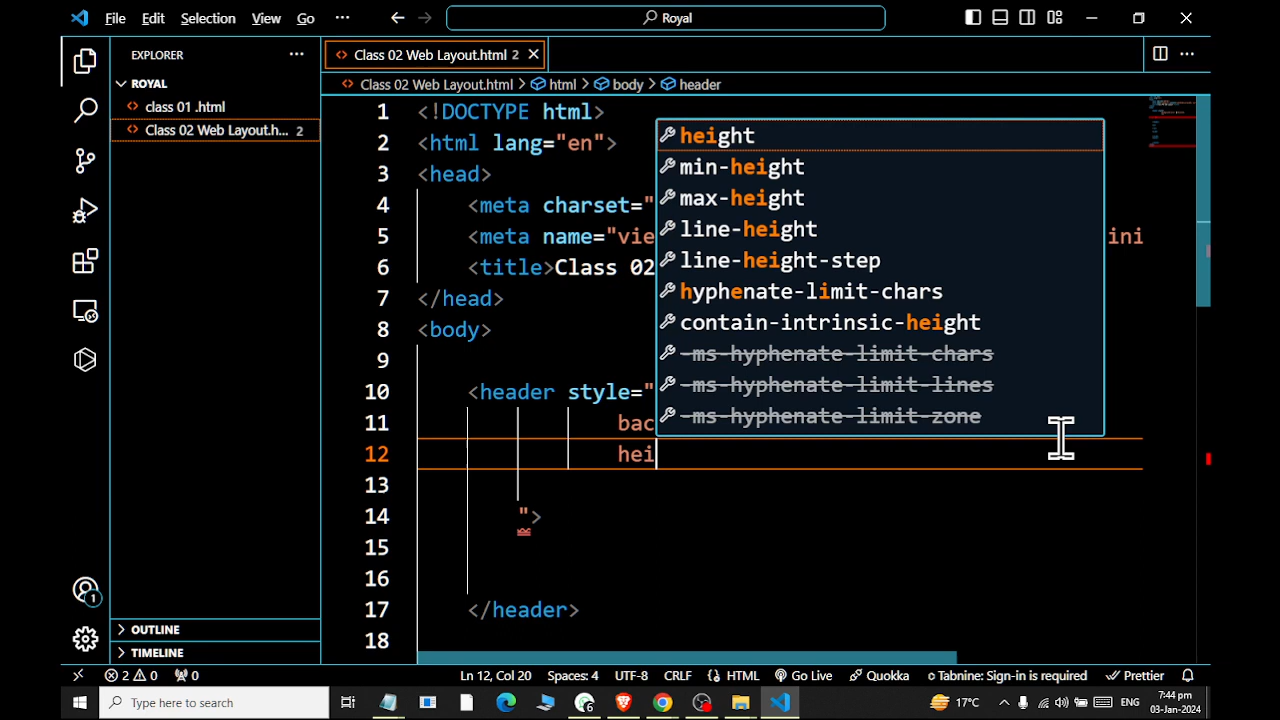 File Edit Selection View Go ··· Royal
EXPLORER ···
ROYAL
class 01 .html
Class 02 Web Layout.h... 2
OUTLINE
TIMELINE
Class 02 Web Layout.html 2
Class 02 Web Layout.html > html > body > header
1 <!DOCTYPE html>
2 <html lang="en">
3 <head>
4 <meta charset="
5 <meta name="vie ini
6 <title>Class 02
7 </head>
8 <body>
9
10 <header style="
11 bac
12 hei
13
14 ">
15
16
17 </header>
18
height
min-height
max-height
line-height
line-height-step
hyphenate-limit-chars
contain-intrinsic-height
-ms-hyphenate-limit-chars
-ms-hyphenate-limit-lines
-ms-hyphenate-limit-zone
1
2 0 0 Ln 12, Col 20 Spaces: 4 UTF-8 CRLF HTML Go Live Quokka Tabnine: Sign-in is required Prettier
Type here to search 6 17°C 7:44 pm
03-Jan-2024